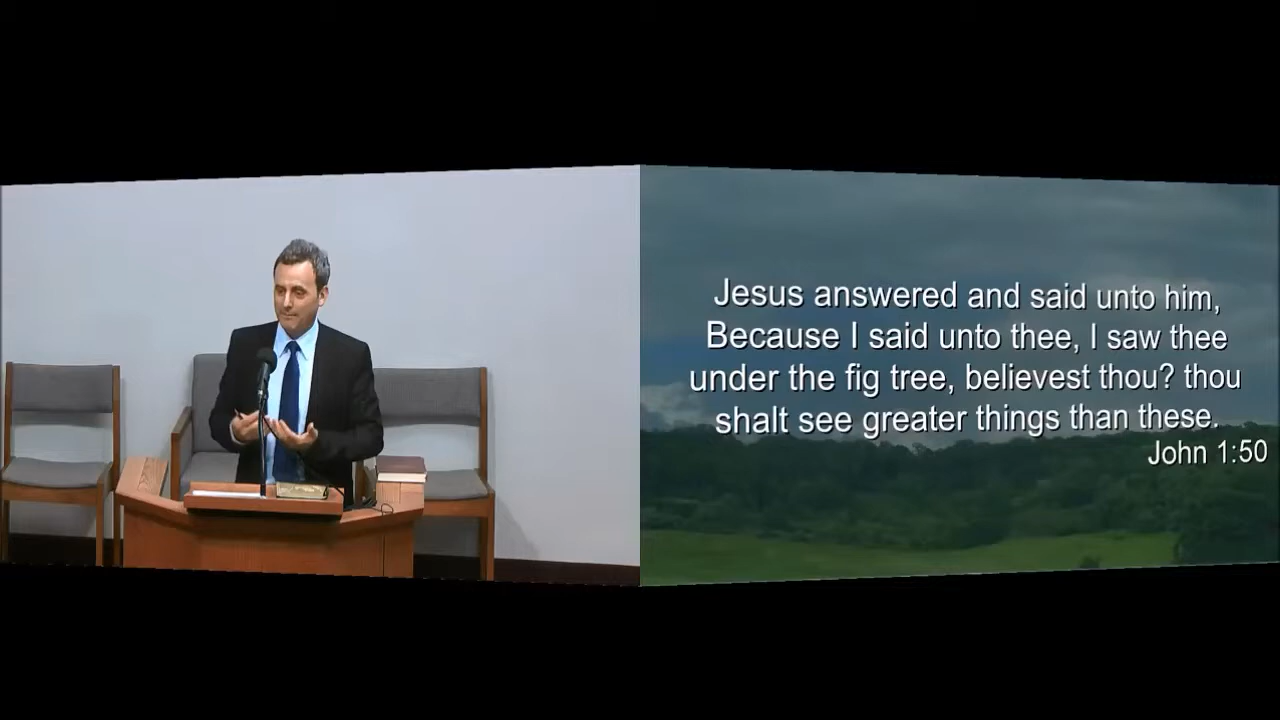 Jesus answered and said unto him,
Because I said unto thee, I saw thee
under the fig tree, believest thou? thou
shalt see greater things than these.
John 1:50